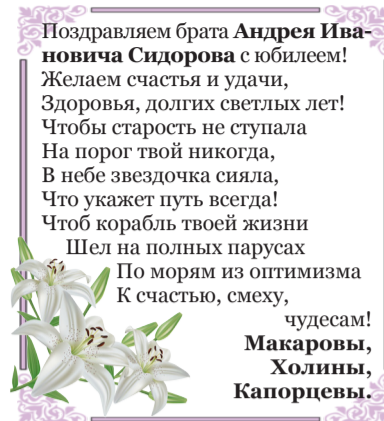 Поздравляем брата Андрея Ива-
новича Сидорова с юбилеем!
Желаем счастья и удачи,
Здоровья, долгих светлых лет!
Чтобы старость не ступала
На порог твой никогда,
В небе звездочка сияла,
Что укажет путь всегда!
Чтоб корабль твоей жизни
Шел на полных парусах
По морям из оптимизма
К счастью, смеху,
чудесам!
Макаровы,
Холины,
Капорцевы.